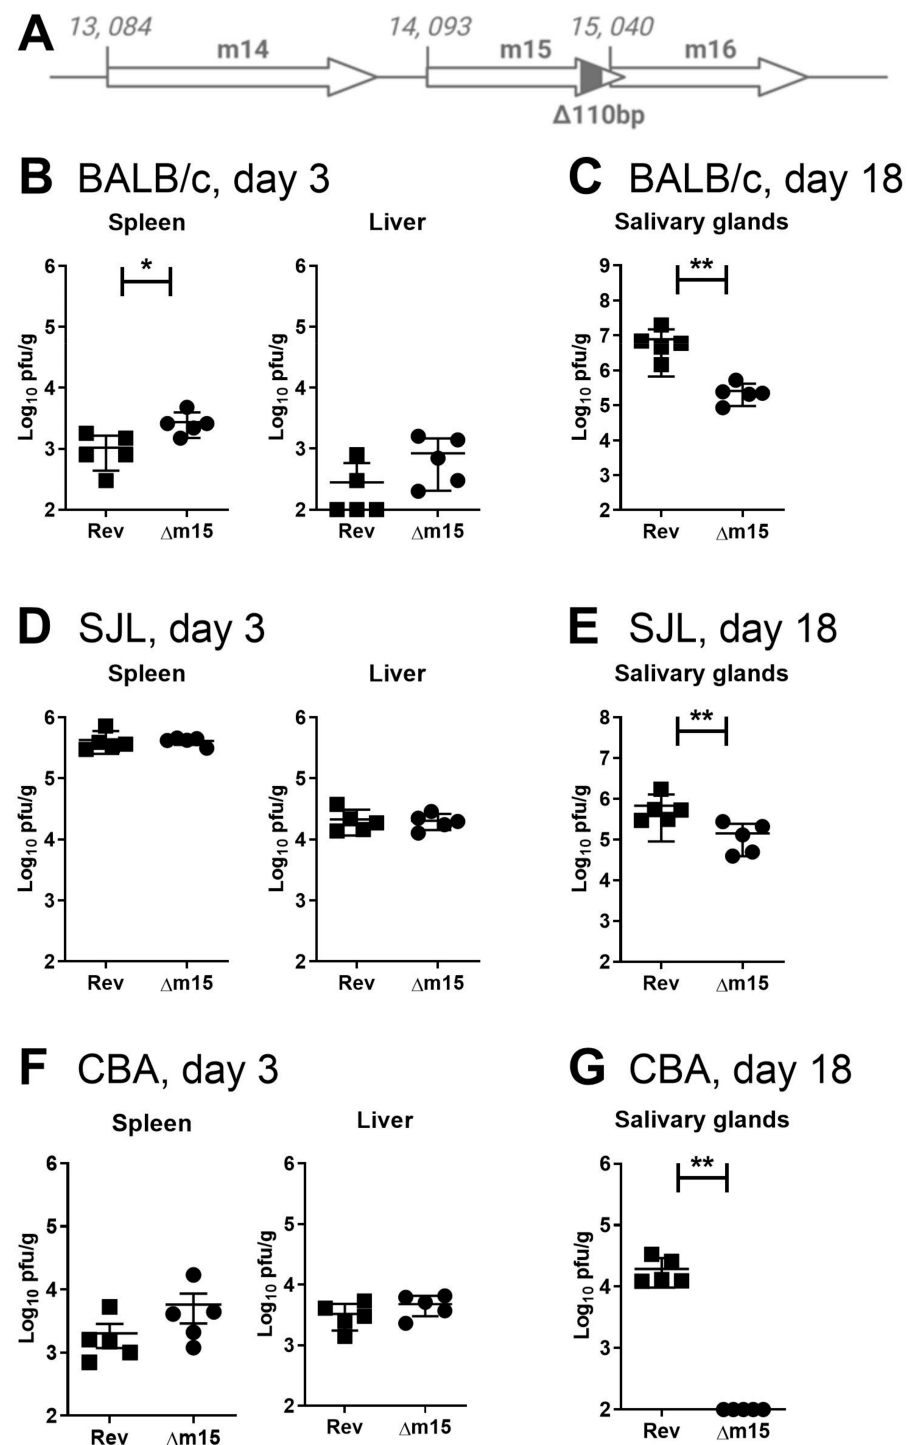 A
13, 084 14, 093 15, 040
m14 m15 m16
Δ110bp
B BALB/c, day 3 C BALB/c, day 18
Spleen Liver Salivary glands
* **
Log10 pfu/g
6
5
4
3
2
Rev Δm15
Log10 pfu/g
6
5
4
3
2
Rev Δm15
Log10 pfu/g
9
8
7
6
5
4
3
2
Rev Δm15
D SJL, day 3 E SJL, day 18
Spleen Liver Salivary glands
**
Log10 pfu/g
6
5
4
3
2
Rev Δm15
Log10 pfu/g
6
5
4
3
2
Rev Δm15
Log10 pfu/g
8
7
6
5
4
3
2
Rev Δm15
F CBA, day 3 G CBA, day 18
Spleen Liver Salivary glands
**
Log10 pfu/g
6
5
4
3
2
Rev Δm15
Log10 pfu/g
6
5
4
3
2
Rev Δm15
Log10 pfu/g
6
5
4
3
2
Rev Δm15